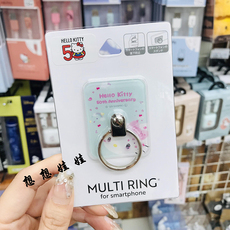 HELLO KITTY
50
Hello Kitty
50th Anniversary
想想娃娃
MULTI RING
for smartphone